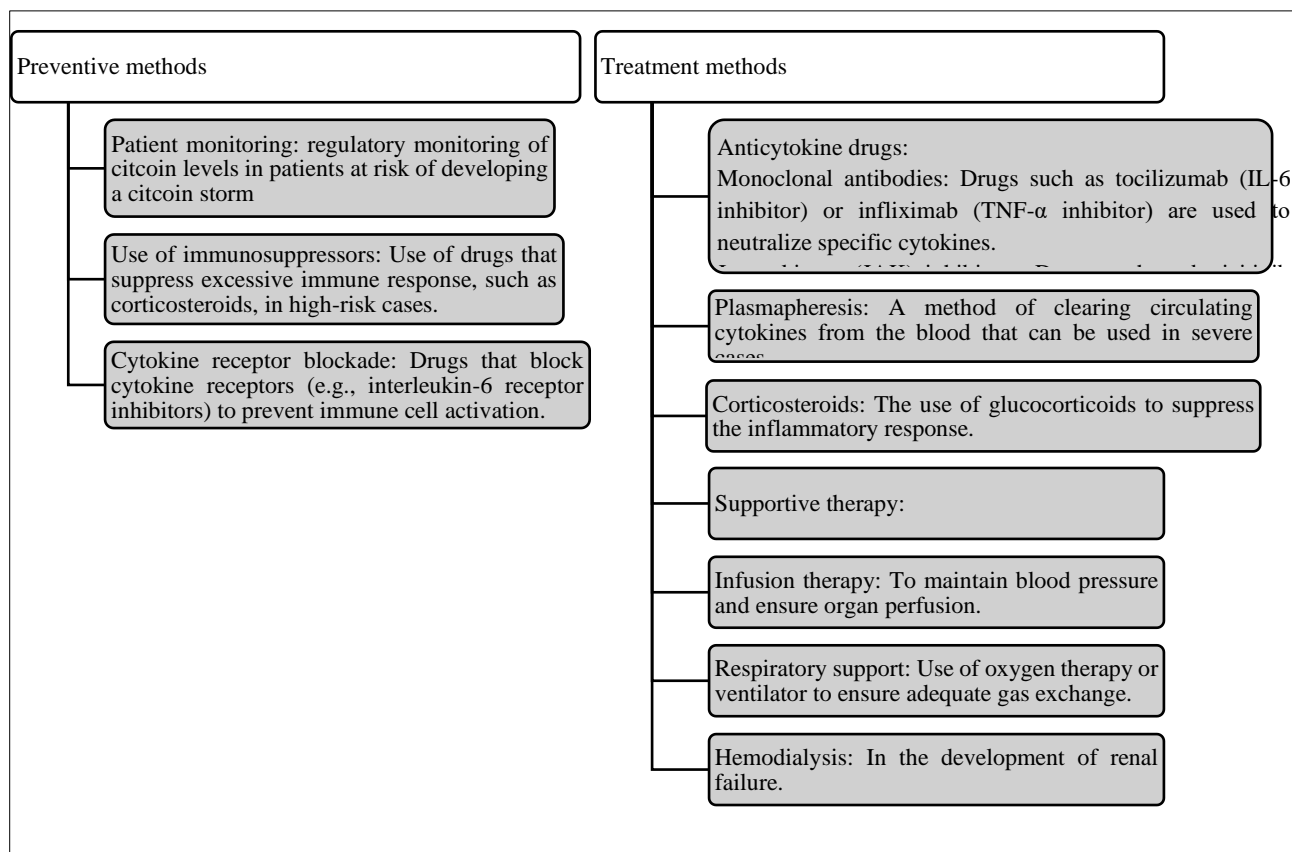 Preventive methods
Patient monitoring: regulatory monitoring of
citcoin levels in patients at risk of developing
a citcoin storm
Use of immunosuppressors: Use of drugs that
suppress excessive immune response, such as
corticosteroids, in high-risk cases.
Cytokine receptor blockade: Drugs that block
cytokine receptors (e.g., interleukin-6 receptor
inhibitors) to prevent immune cell activation.
Treatment methods
Anticytokine drugs:
Monoclonal antibodies: Drugs such as tocilizumab (IL-6
inhibitor) or infliximab (TNF-α inhibitor) are used to
neutralize specific cytokines.
Plasmapheresis: A method of clearing circulating
cytokines from the blood that can be used in severe
cases
Corticosteroids: The use of glucocorticoids to suppress
the inflammatory response.
Supportive therapy:
Infusion therapy: To maintain blood pressure
and ensure organ perfusion.
Respiratory support: Use of oxygen therapy or
ventilator to ensure adequate gas exchange.
Hemodialysis: In the development of renal
failure.